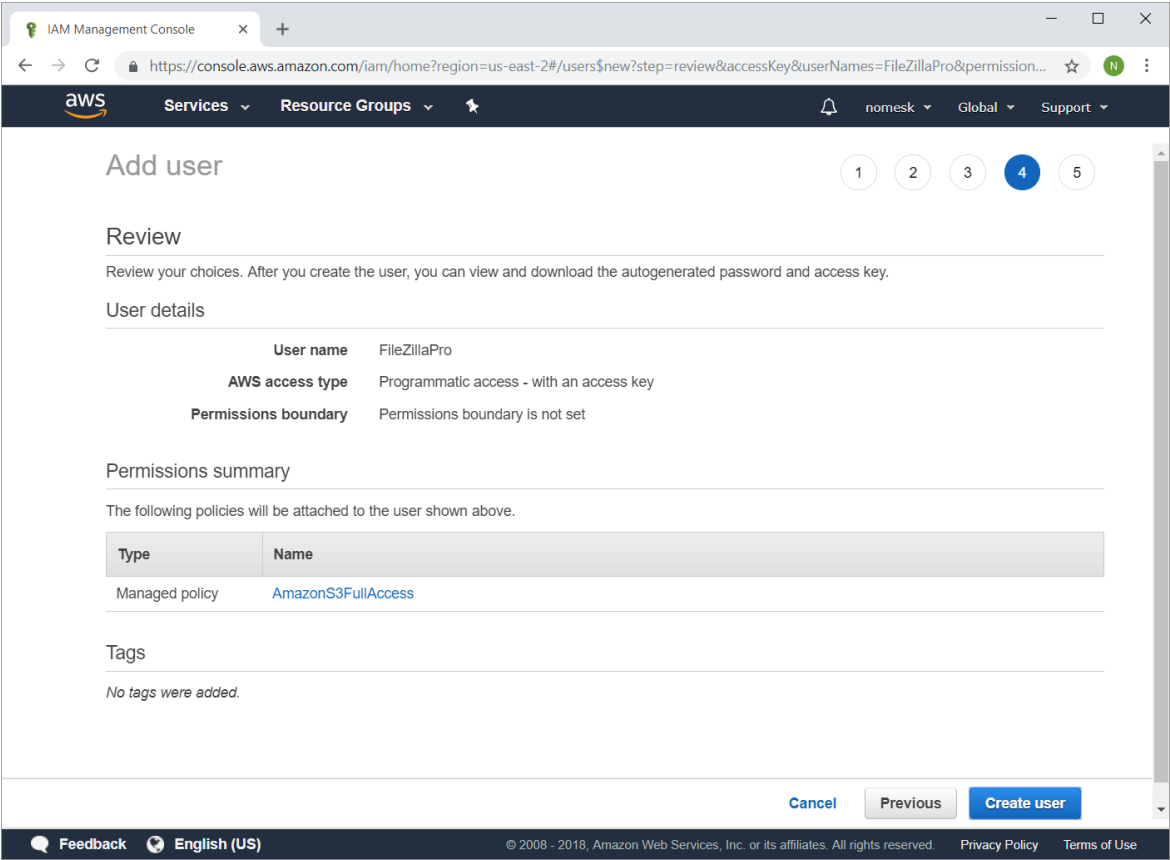 IAM Management Console
https://console.aws.amazon.com/iam/home?region=us-east-2#/users$new?step=review&accessKey&userNames=FileZillaPro&permission...
N
aws Services Resource Groups nomesk Global Support
Add user 1 2 3 4 5
Review
Review your choices. After you create the user, you can view and download the autogenerated password and access key.
User details
User name FileZillaPro
AWS access type Programmatic access - with an access key
Permissions boundary Permissions boundary is not set
Permissions summary
The following policies will be attached to the user shown above.
Type Name
Managed policy AmazonS3FullAccess
Tags
No tags were added.
Cancel Previous Create user
Feedback English (US) © 2008 - 2018, Amazon Web Services, Inc. or its affiliates. All rights reserved. Privacy Policy Terms of Use